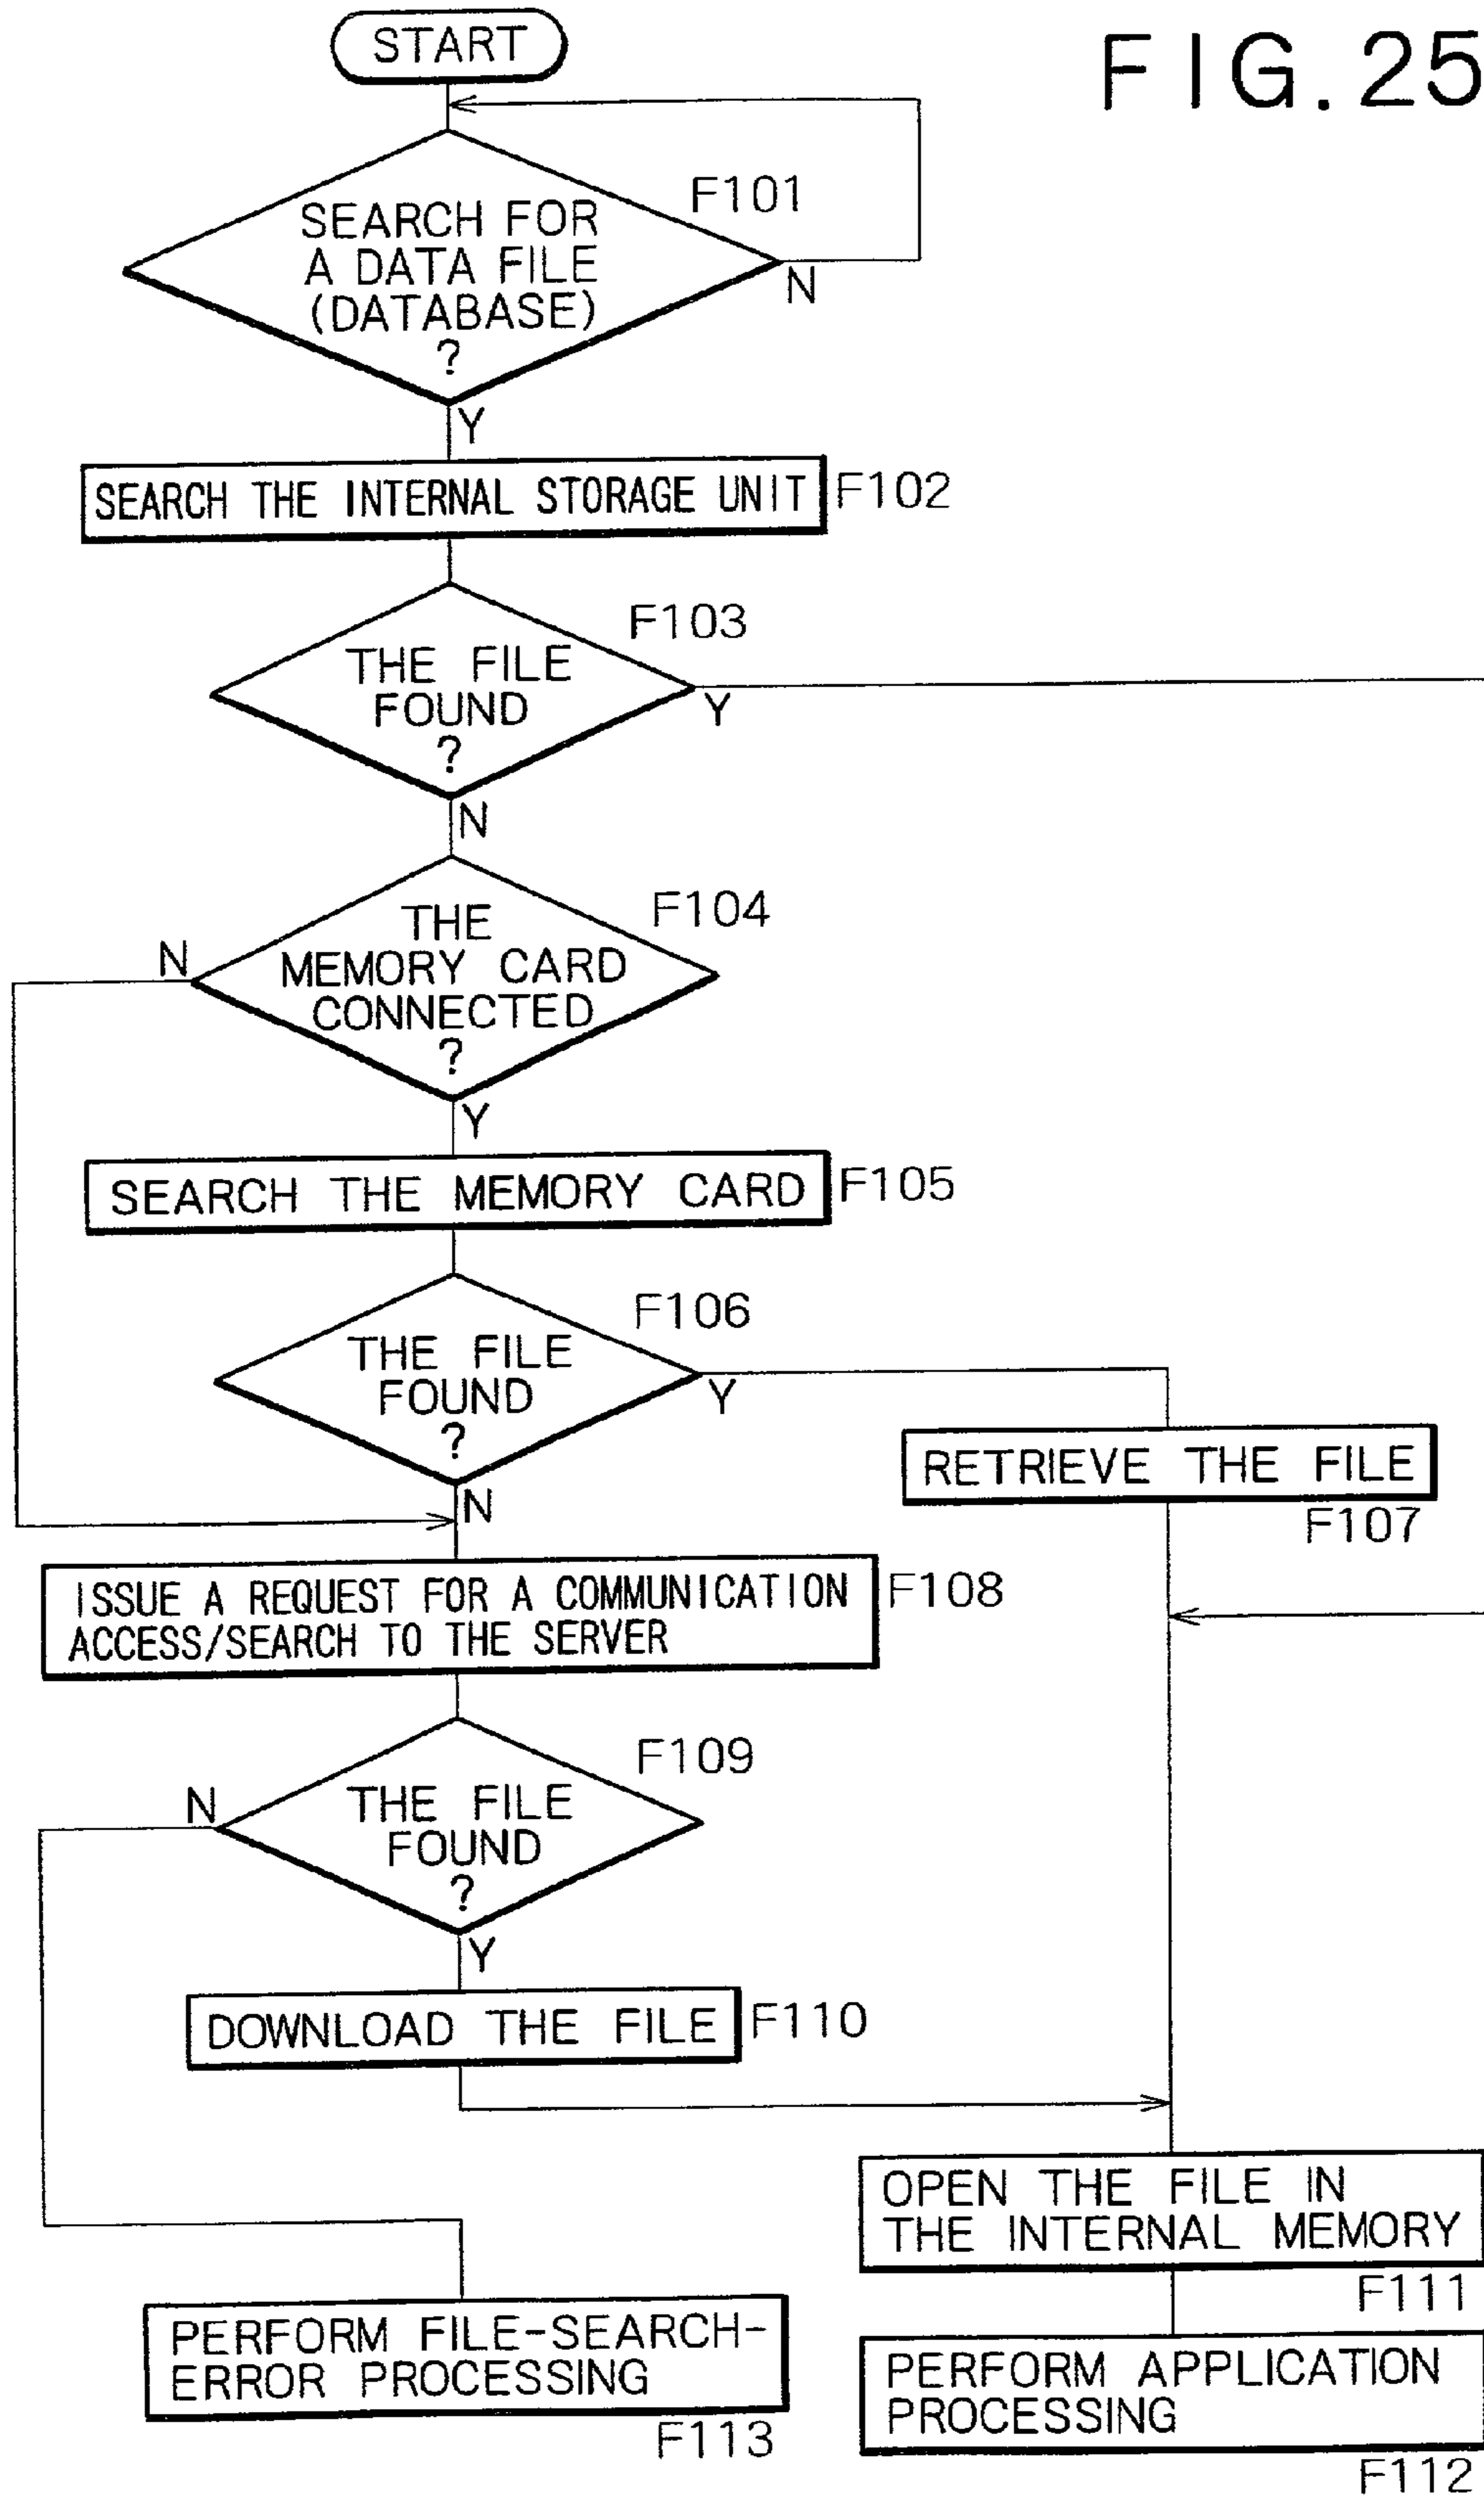 START
FIG. 25
F101
SEARCH FOR
A DATA FILE
(DATABASE)
?
N
Y
SEARCH THE INTERNAL STORAGE UNIT
F102
F103
THE FILE
FOUND
?
Y
N
F104
THE
MEMORY CARD
CONNECTED
?
N
Y
SEARCH THE MEMORY CARD
F105
F106
THE FILE
FOUND
?
Y
N
RETRIEVE THE FILE
F107
ISSUE A REQUEST FOR A COMMUNICATION
ACCESS/SEARCH TO THE SERVER
F108
F109
THE FILE
FOUND
?
N
Y
DOWNLOAD THE FILE
F110
OPEN THE FILE IN
THE INTERNAL MEMORY
F111
PERFORM FILE-SEARCH-
ERROR PROCESSING
F113
PERFORM APPLICATION
PROCESSING
F112